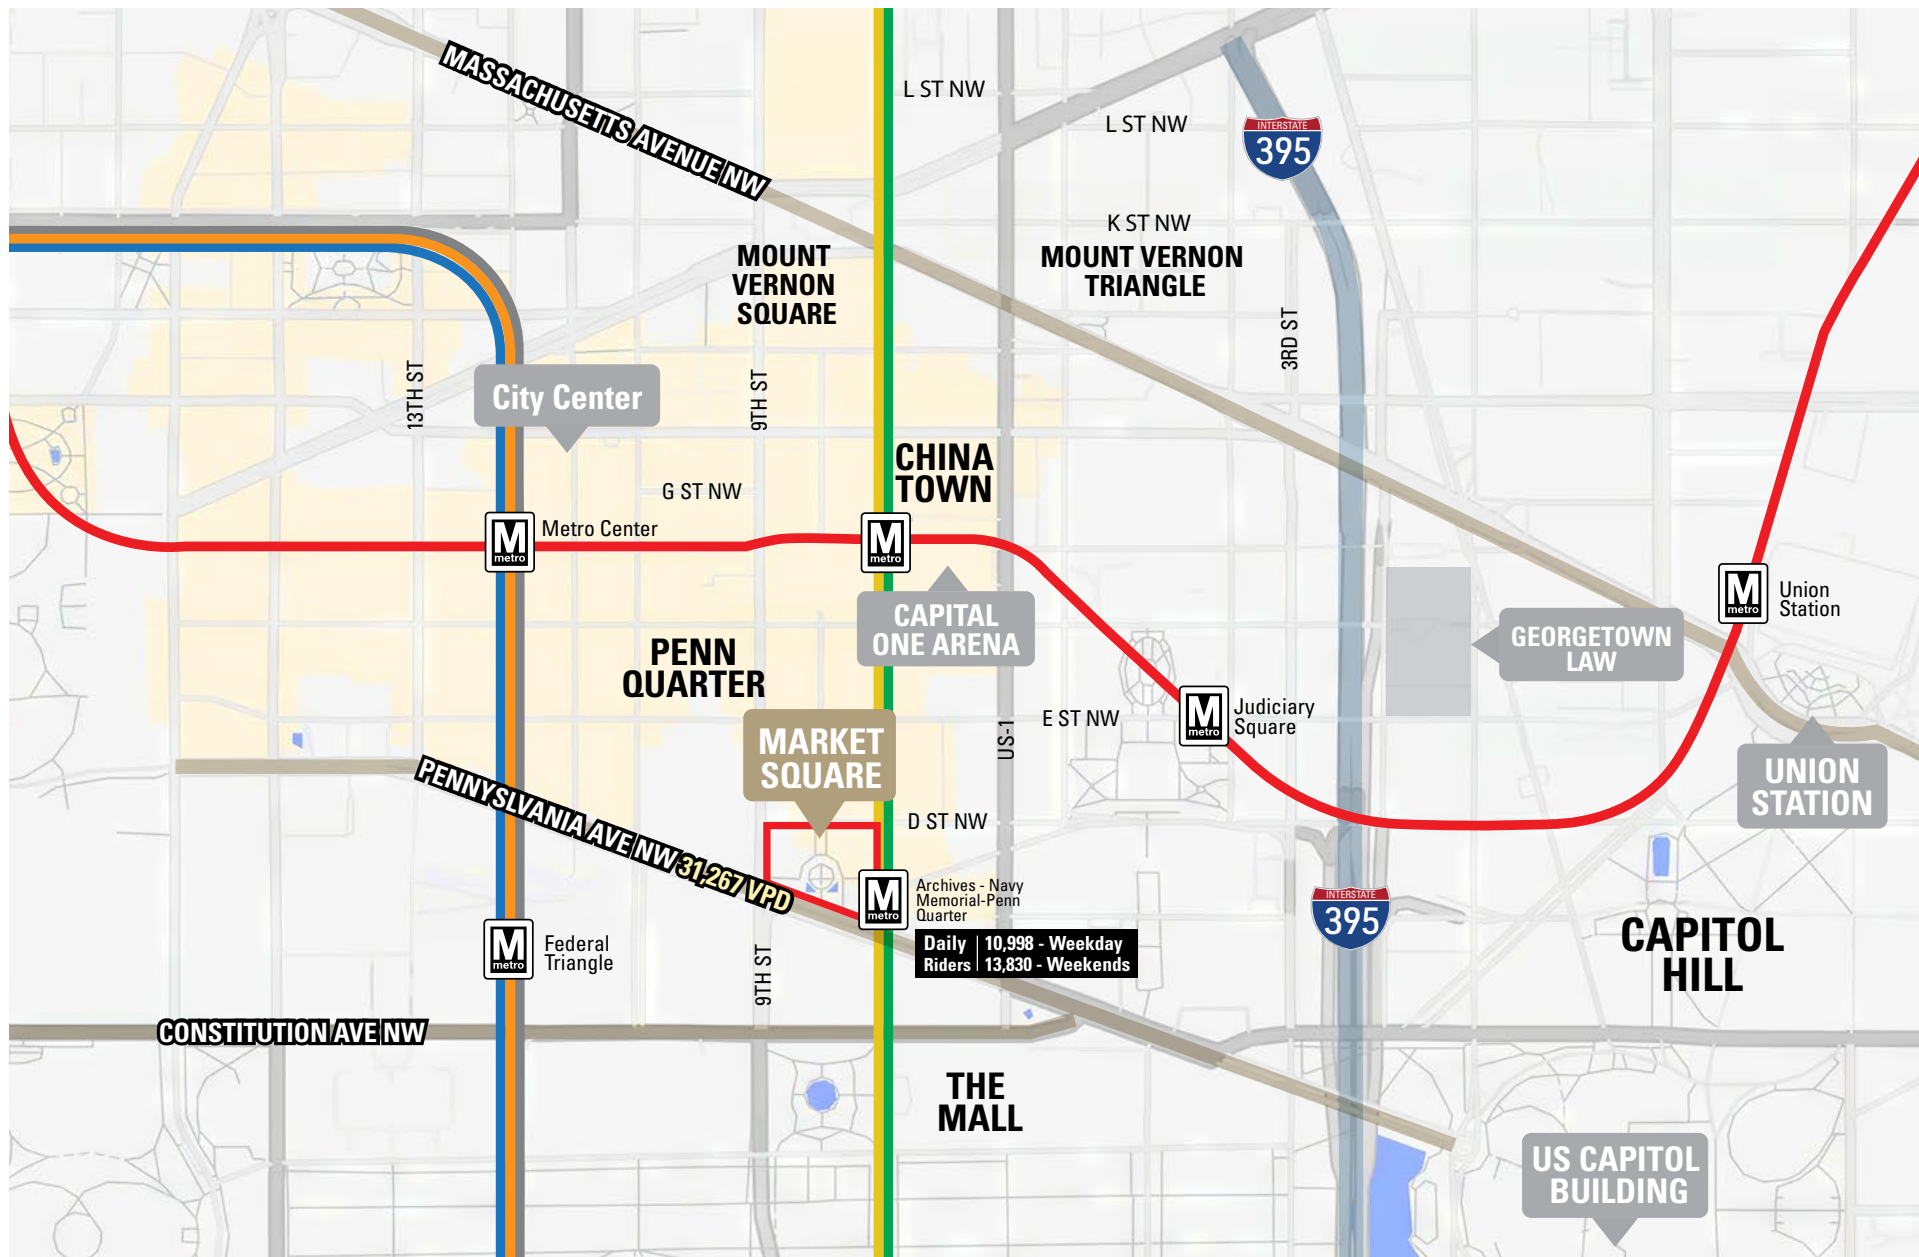 MASSACHUSETTS AVENUE NW
L ST NW
L ST NW
INTERSTATE
395
K ST NW
MOUNT
VERNON
SQUARE
MOUNT VERNON
TRIANGLE
3RD ST
13TH ST
City Center
9TH ST
CHINA
TOWN
G ST NW
M
metro
Metro Center
M
metro
CAPITAL
ONE ARENA
M
metro
Union
Station
GEORGETOWN
LAW
PENN
QUARTER
M
metro
Judiciary
Square
E ST NW
US-1
MARKET
SQUARE
UNION
STATION
PENNYSLVANIA AVE NW 31,267 VPD
D ST NW
M
metro
Archives - Navy
Memorial-Penn
Quarter
Daily Riders
10,998 - Weekday
13,830 - Weekends
INTERSTATE
395
CAPITOL
HILL
M
metro
Federal
Triangle
9TH ST
CONSTITUTION AVE NW
THE
MALL
US CAPITOL
BUILDING